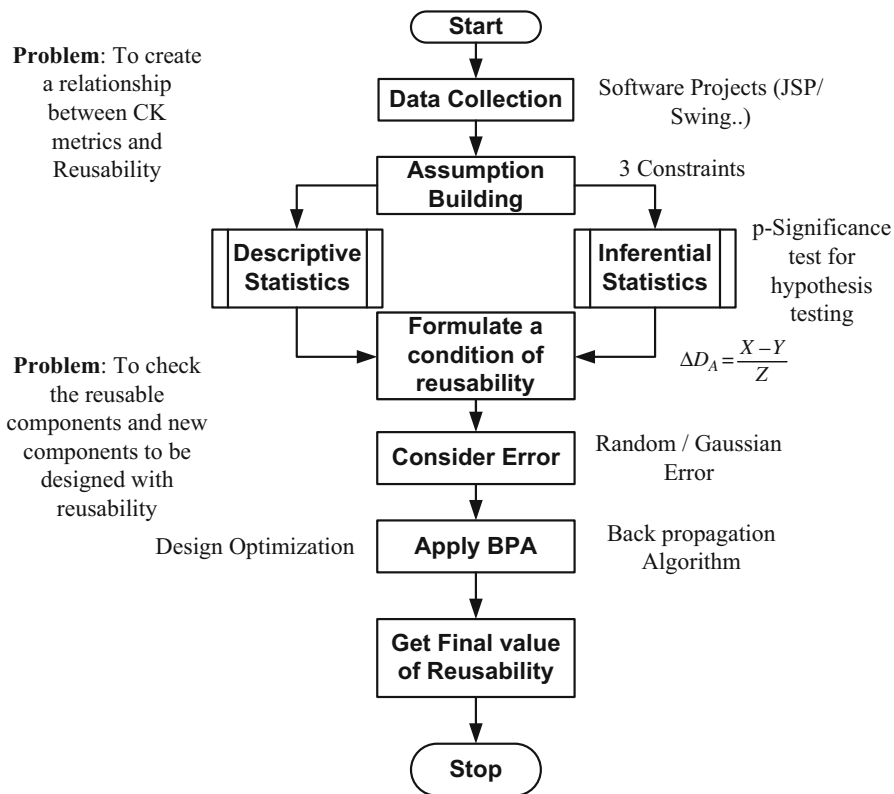 Start
Problem: To create
a relationship
between CK
metrics and
Reusability
Data Collection
Software Projects (JSP/
Swing..)
Assumption
Building
3 Constraints
Descriptive
Statistics
Inferential
Statistics
p-Significance
test for
hypothesis
testing
Formulate a
condition of
reusability
ΔD_A = (X – Y) / Z
Problem: To check
the reusable
components and new
components to be
designed with
reusability
Consider Error
Random / Gaussian
Error
Design Optimization
Apply BPA
Back propagation
Algorithm
Get Final value
of Reusability
Stop